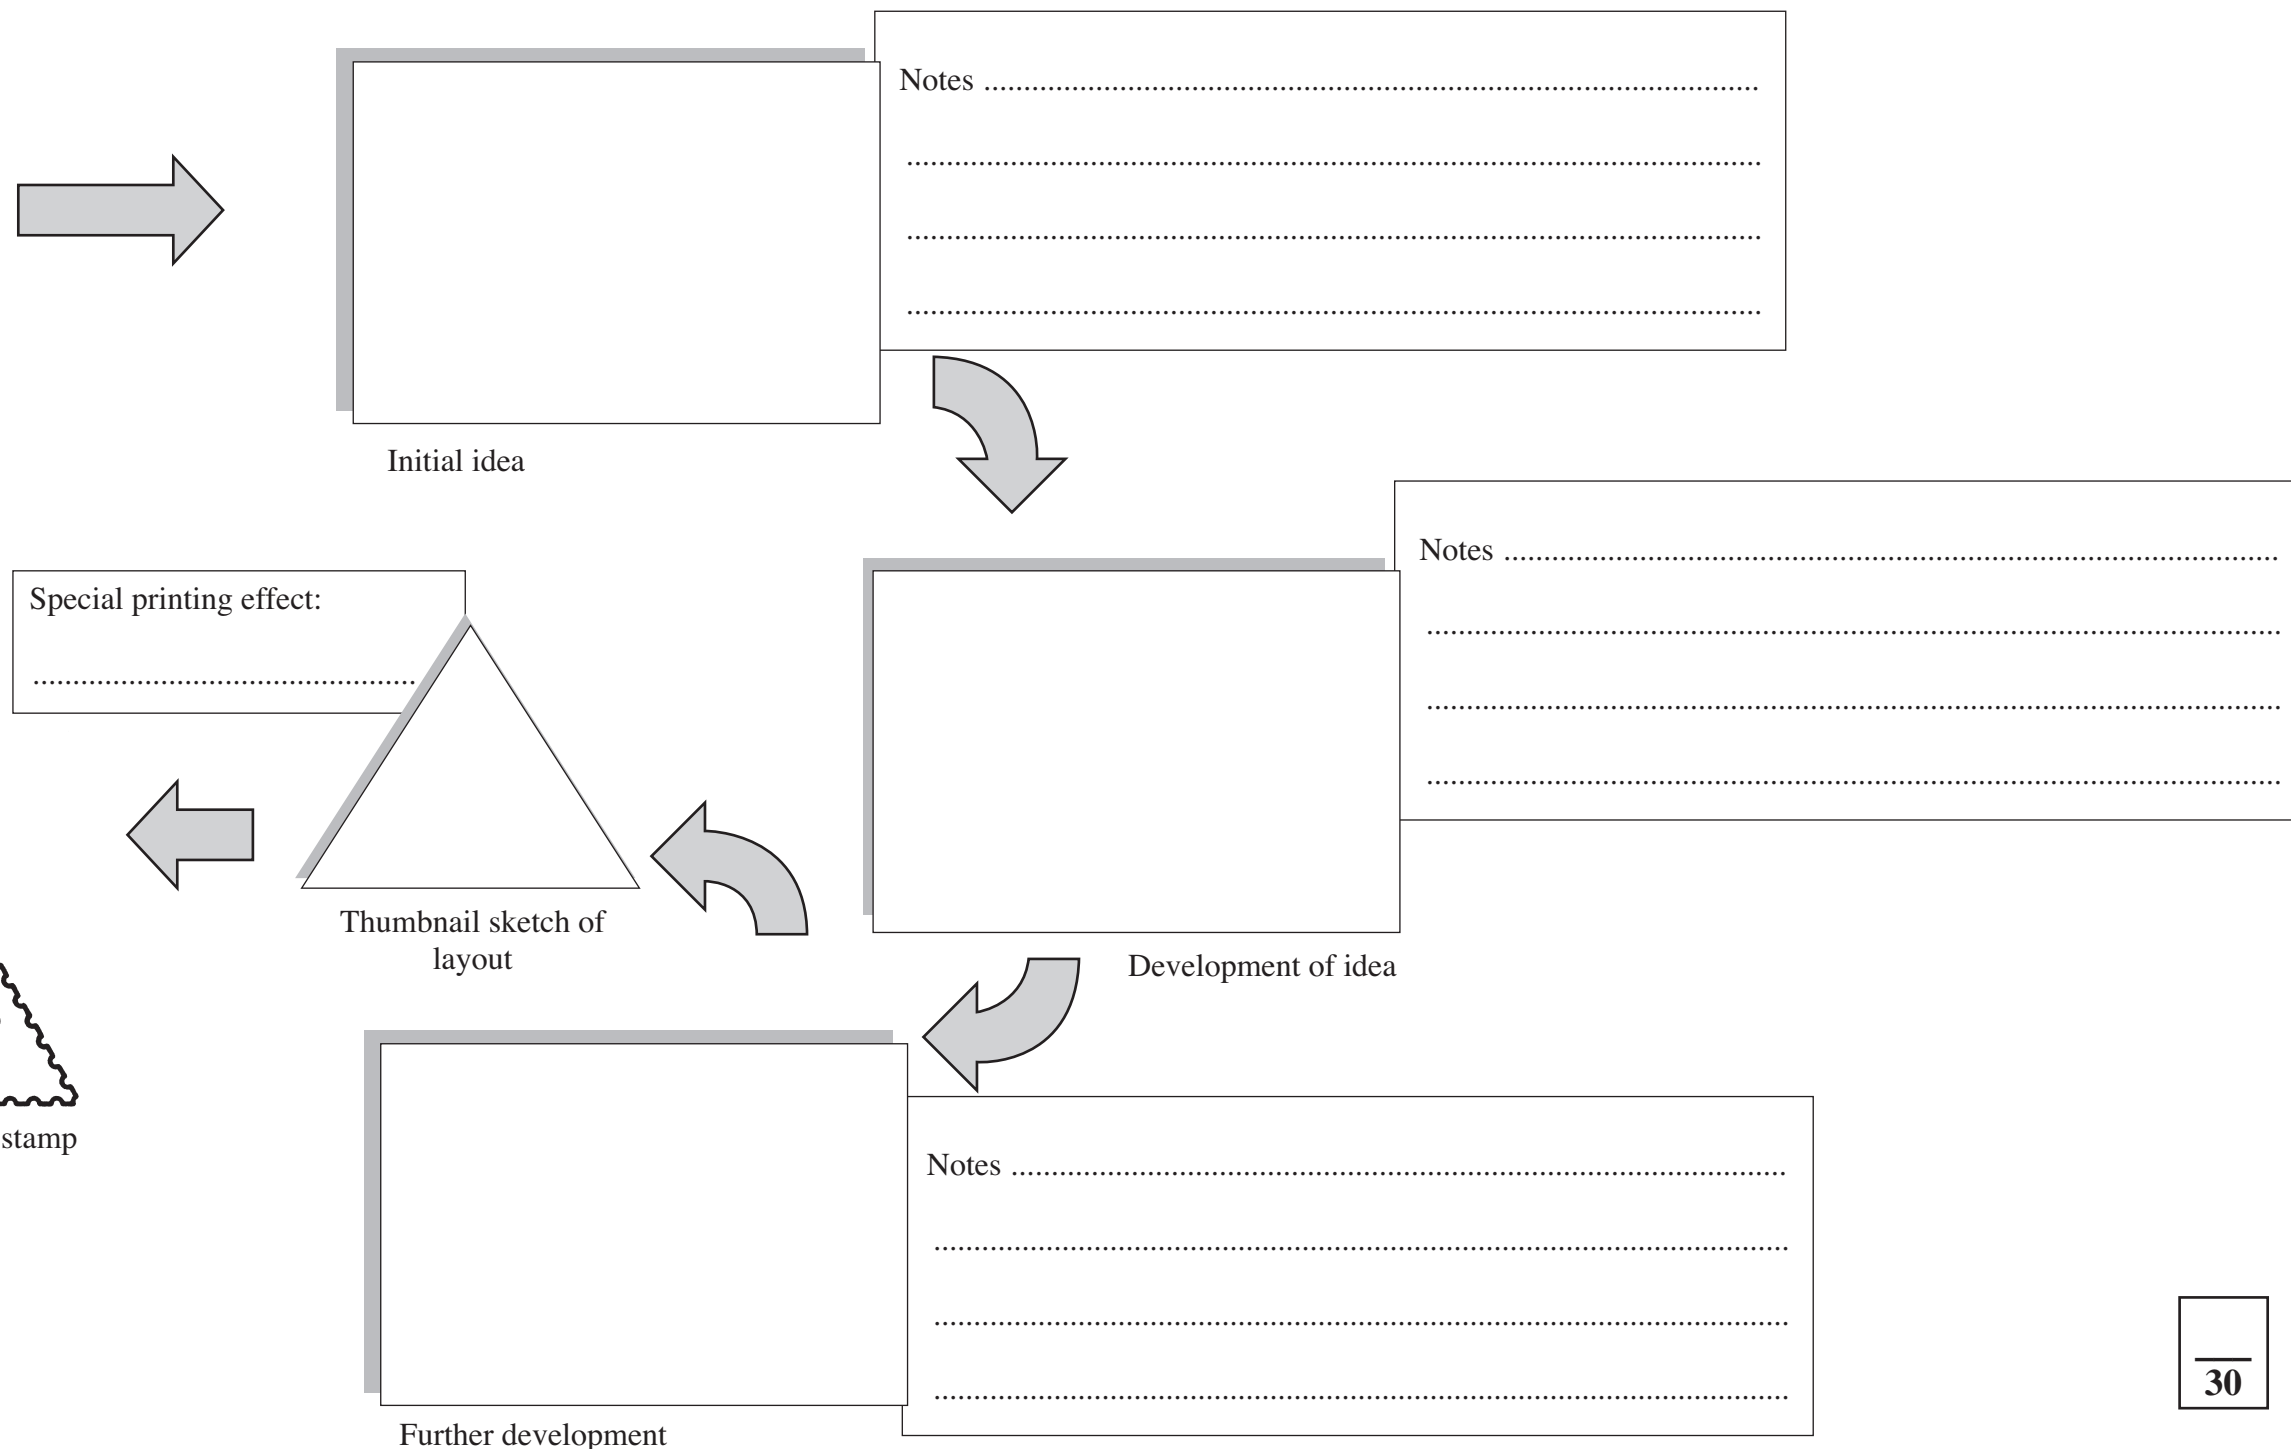 Notes ................................................................................................
................................................................................................
................................................................................................
................................................................................................
Initial idea
Notes ................................................................................................
................................................................................................
................................................................................................
................................................................................................
Special printing effect:
................................................
Thumbnail sketch of
layout
Development of idea
stamp
Notes ................................................................................................
................................................................................................
................................................................................................
................................................................................................
30
Further development